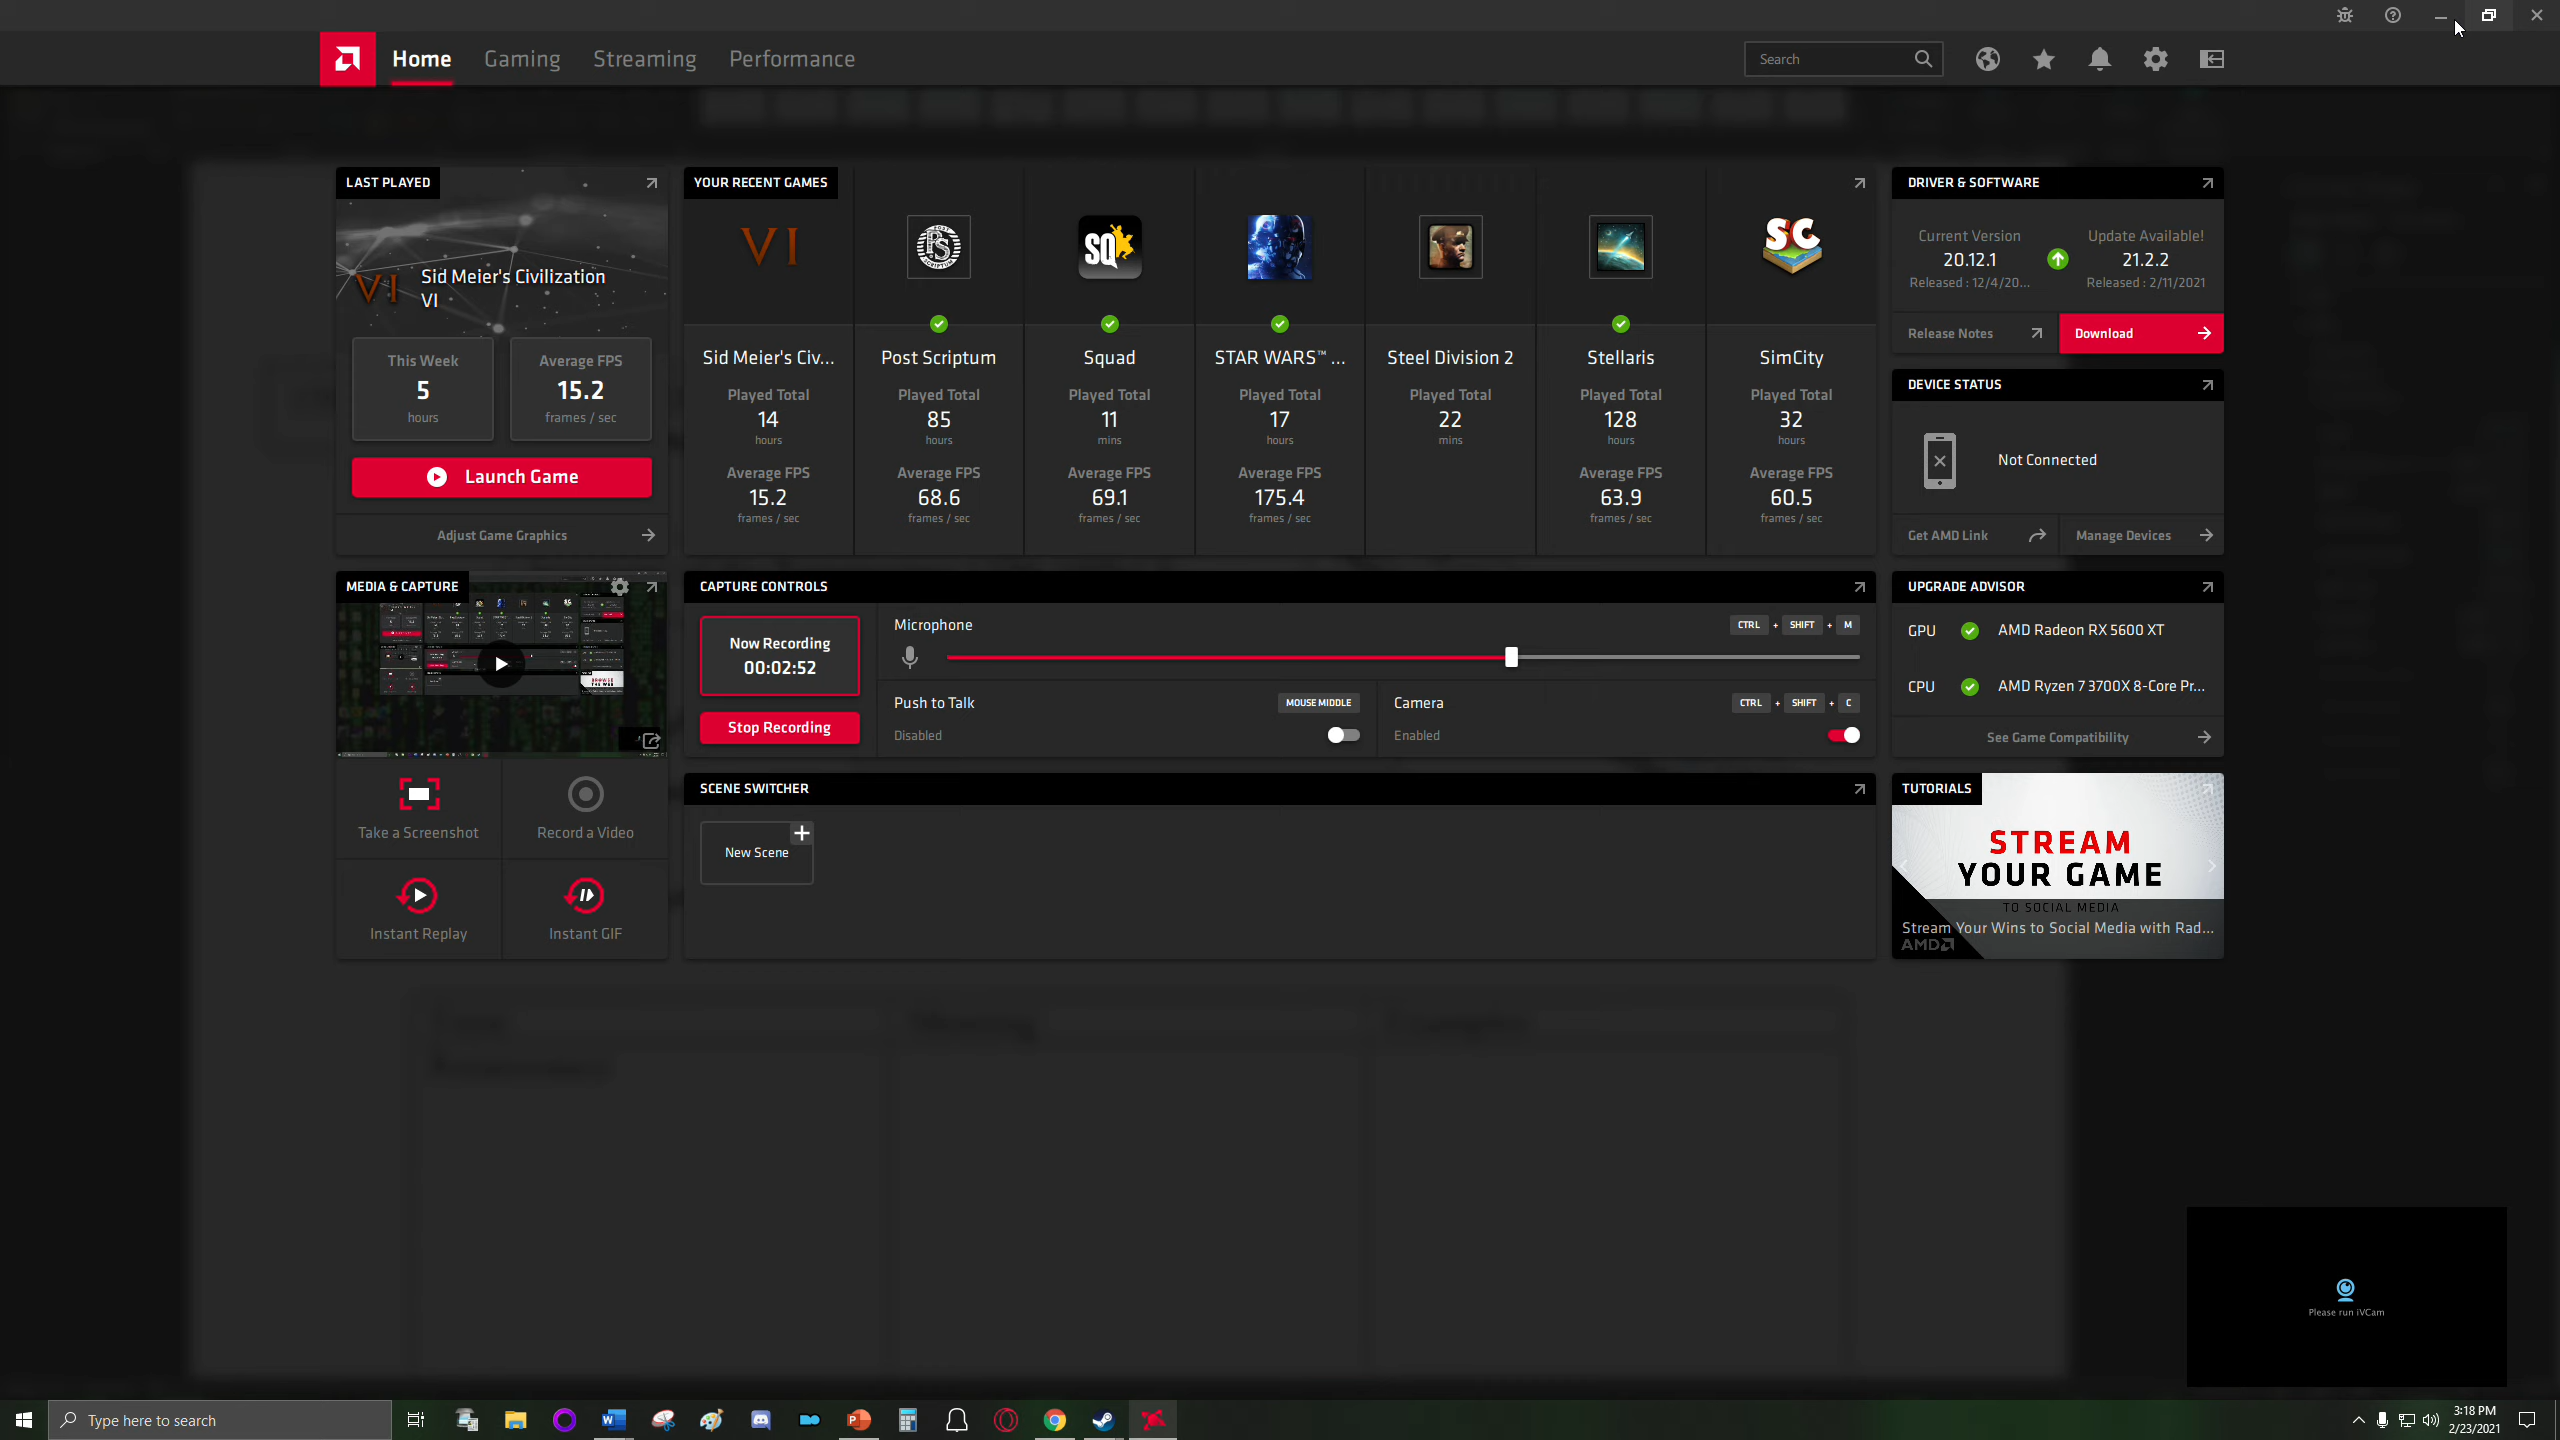 Home
Gaming
Streaming
Performance
Search
LAST PLAYED
Sid Meier's Civilization
VI
VI
This Week
5
hours
Average FPS
15.2
frames / sec
Launch Game
Adjust Game Graphics
YOUR RECENT GAMES
VI
Sid Meier's Civ...
Played Total
14
hours
Average FPS
15.2
frames / sec
POST
PS
SCRIPTUM
Post Scriptum
Played Total
85
hours
Average FPS
68.6
frames / sec
SQ
Squad
Played Total
11
mins
Average FPS
69.1
frames / sec
STAR WARS™ ...
Played Total
17
hours
Average FPS
175.4
frames / sec
Steel Division 2
Played Total
22
mins
Stellaris
Played Total
128
hours
Average FPS
63.9
frames / sec
SC
SimCity
Played Total
32
hours
Average FPS
60.5
frames / sec
DRIVER & SOFTWARE
Current Version
20.12.1
Released : 12/4/20...
Update Available!
21.2.2
Released : 2/11/2021
Release Notes
Download
DEVICE STATUS
Not Connected
Get AMD Link
Manage Devices
MEDIA & CAPTURE
Take a Screenshot
Record a Video
Instant Replay
Instant GIF
CAPTURE CONTROLS
Now Recording
00:02:52
Stop Recording
Microphone
CTRL + SHIFT + M
Push to Talk
MOUSE MIDDLE
Disabled
Camera
CTRL + SHIFT + C
Enabled
SCENE SWITCHER
New Scene
UPGRADE ADVISOR
GPU
AMD Radeon RX 5600 XT
CPU
AMD Ryzen 7 3700X 8-Core Pr...
See Game Compatibility
TUTORIALS
STREAM
YOUR GAME
TO SOCIAL MEDIA
Stream Your Wins to Social Media with Rad...
AMD
Please run iVCam
Type here to search
3:18 PM
2/23/2021